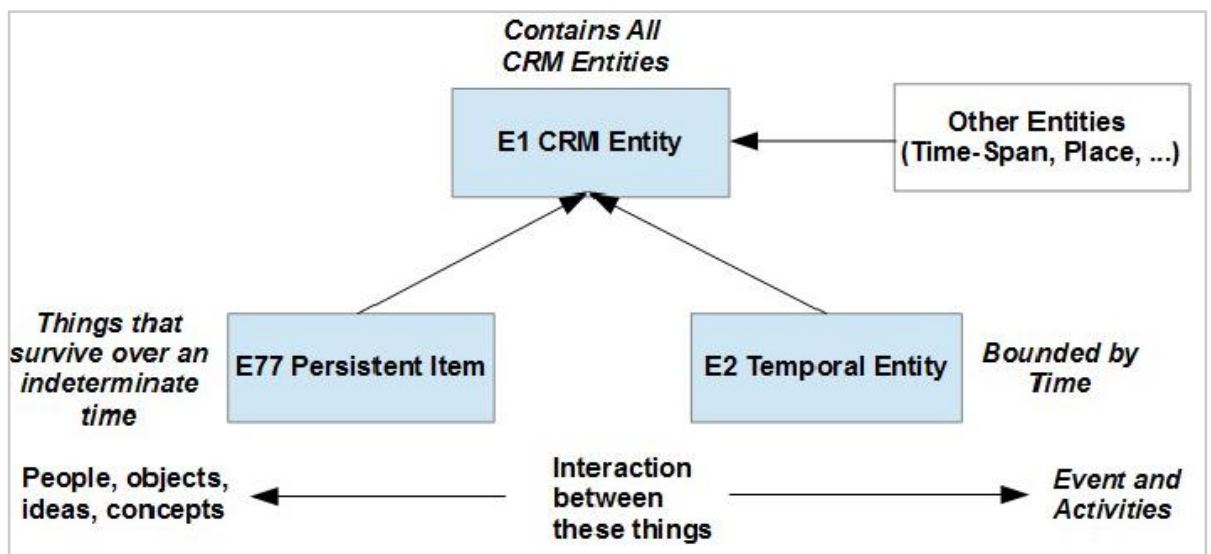 Contains All
CRM Entities
E1 CRM Entity
Other Entities
(Time-Span, Place, ...)
Things that
survive over an
indeterminate
time
E77 Persistent Item
E2 Temporal Entity
Bounded by
Time
People, objects,
ideas, concepts
Interaction
between
these things
Event and
Activities